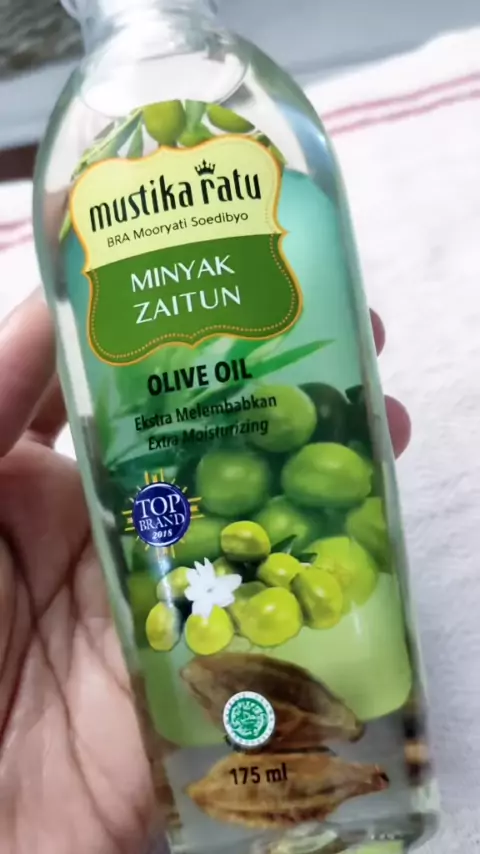 mustika ratu
BRA Mooryati Soedibyo
MINYAK
ZAITUN
OLIVE OIL
Ekstra Melembabkan
Extra Moisturizing
TOP
BRAND
2018
175 ml